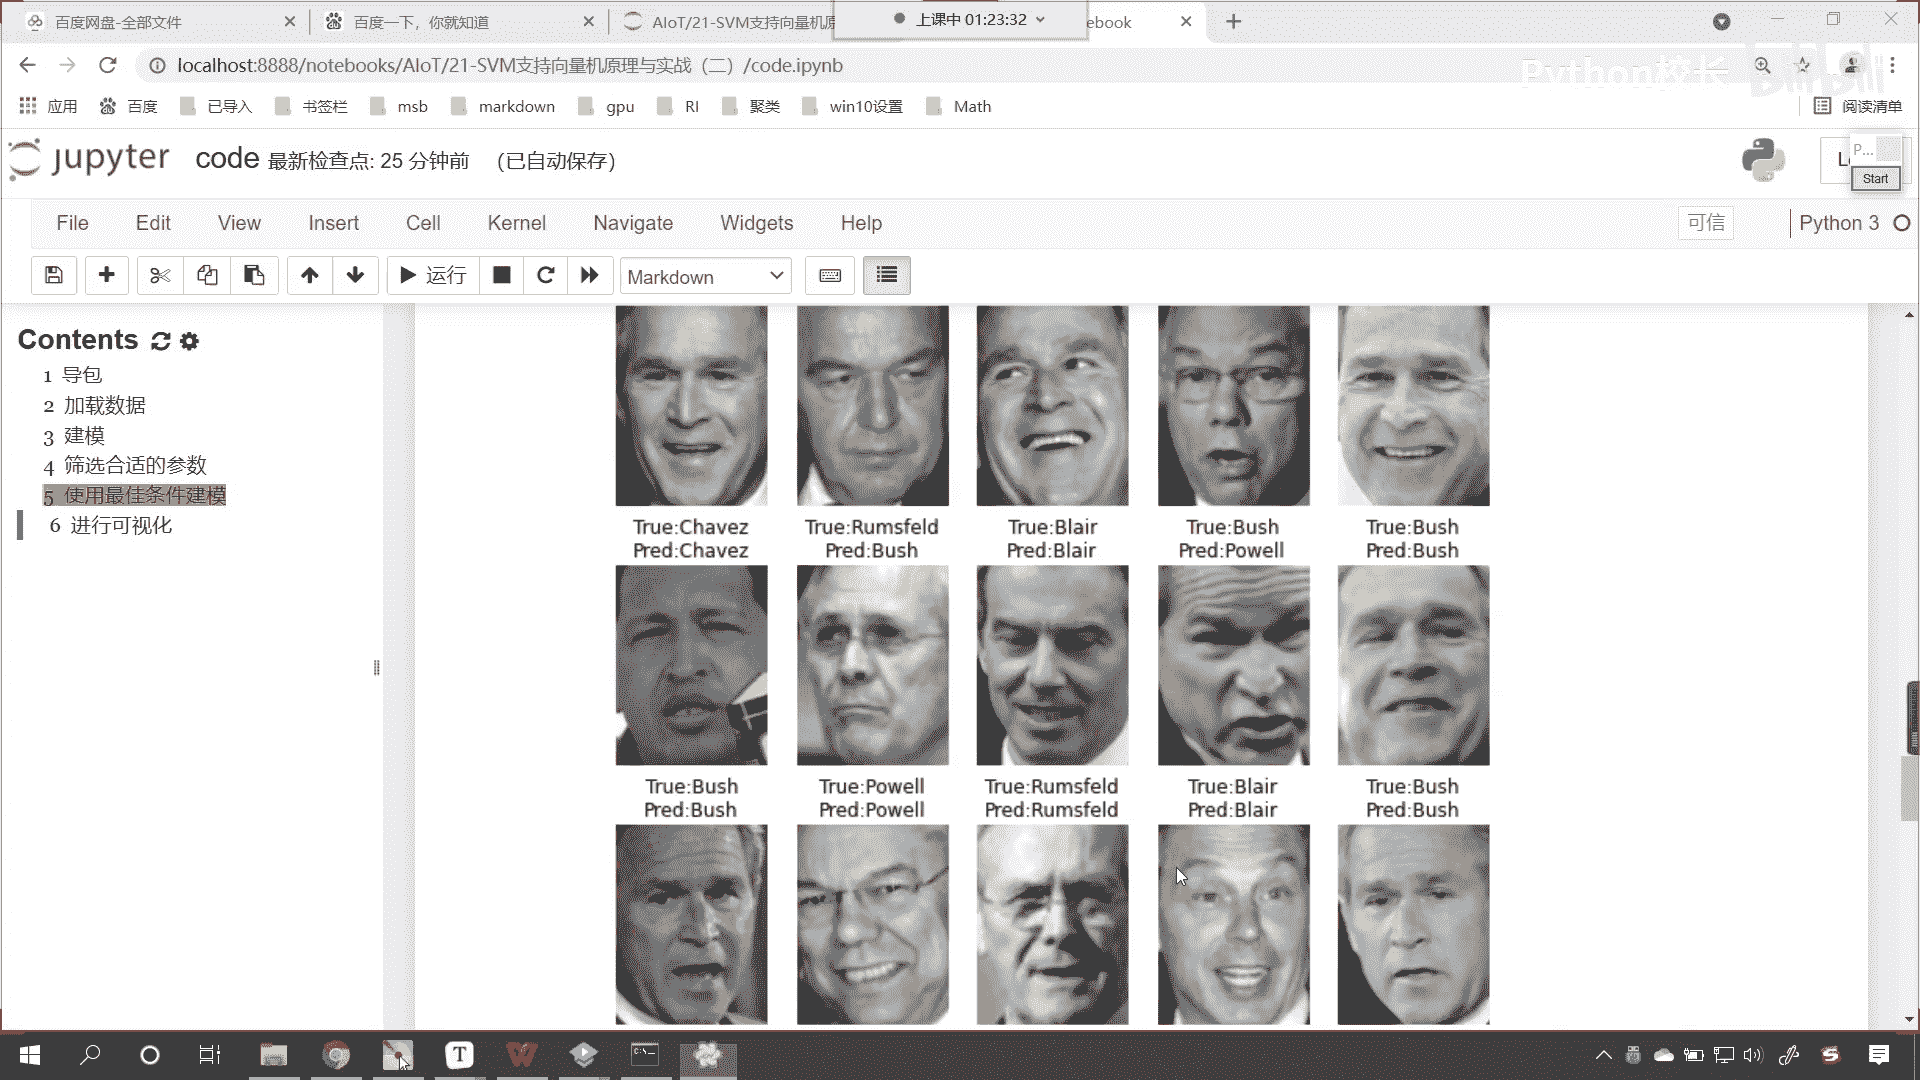 百度网盘-全部文件
百度一下，你就知道
AIoT/21-SVM支持向量机原
上课中 01:23:32
ebook
localhost:8888/notebooks/AIoT/21-SVM支持向量机原理与实战（二）/code.ipynb
Python校长
bilibili
应用
百度
已导入
书签栏
msb
markdown
gpu
RI
聚类
win10设置
Math
阅读清单
jupyter
code 最新检查点: 25 分钟前 （已自动保存）
P...
Start
File
Edit
View
Insert
Cell
Kernel
Navigate
Widgets
Help
可信
Python 3
运行
Markdown
Contents
1 导包
2 加载数据
3 建模
4 筛选合适的参数
5 使用最佳条件建模
6 进行可视化
True:Chavez
Pred:Chavez
True:Rumsfeld
Pred:Bush
True:Blair
Pred:Blair
True:Bush
Pred:Powell
True:Bush
Pred:Bush
True:Bush
Pred:Bush
True:Powell
Pred:Powell
True:Rumsfeld
Pred:Rumsfeld
True:Blair
Pred:Blair
True:Bush
Pred:Bush